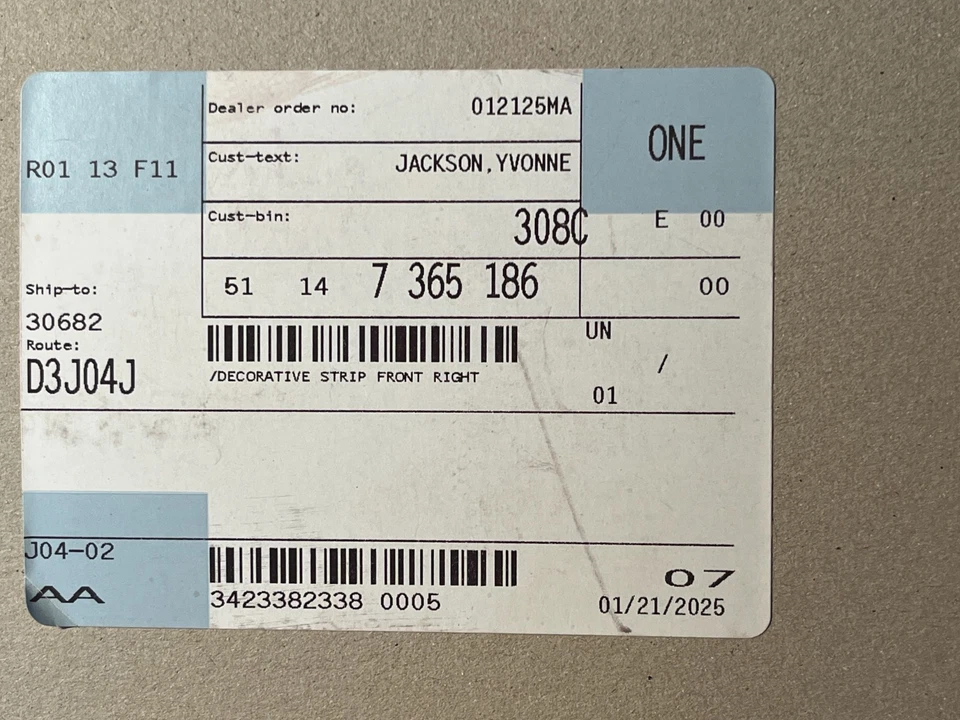 Dealer order no: 012125MA
ONE
R01 13 F11
Cust-text: JACKSON,YVONNE
Cust-bin: 308C
E 00
51 14 7 365 186
00
Ship-to:
30682
Route:
D3J04J
/DECORATIVE STRIP FRONT RIGHT
UN
/
01
J04-02
AA
3423382338 0005
07
01/21/2025